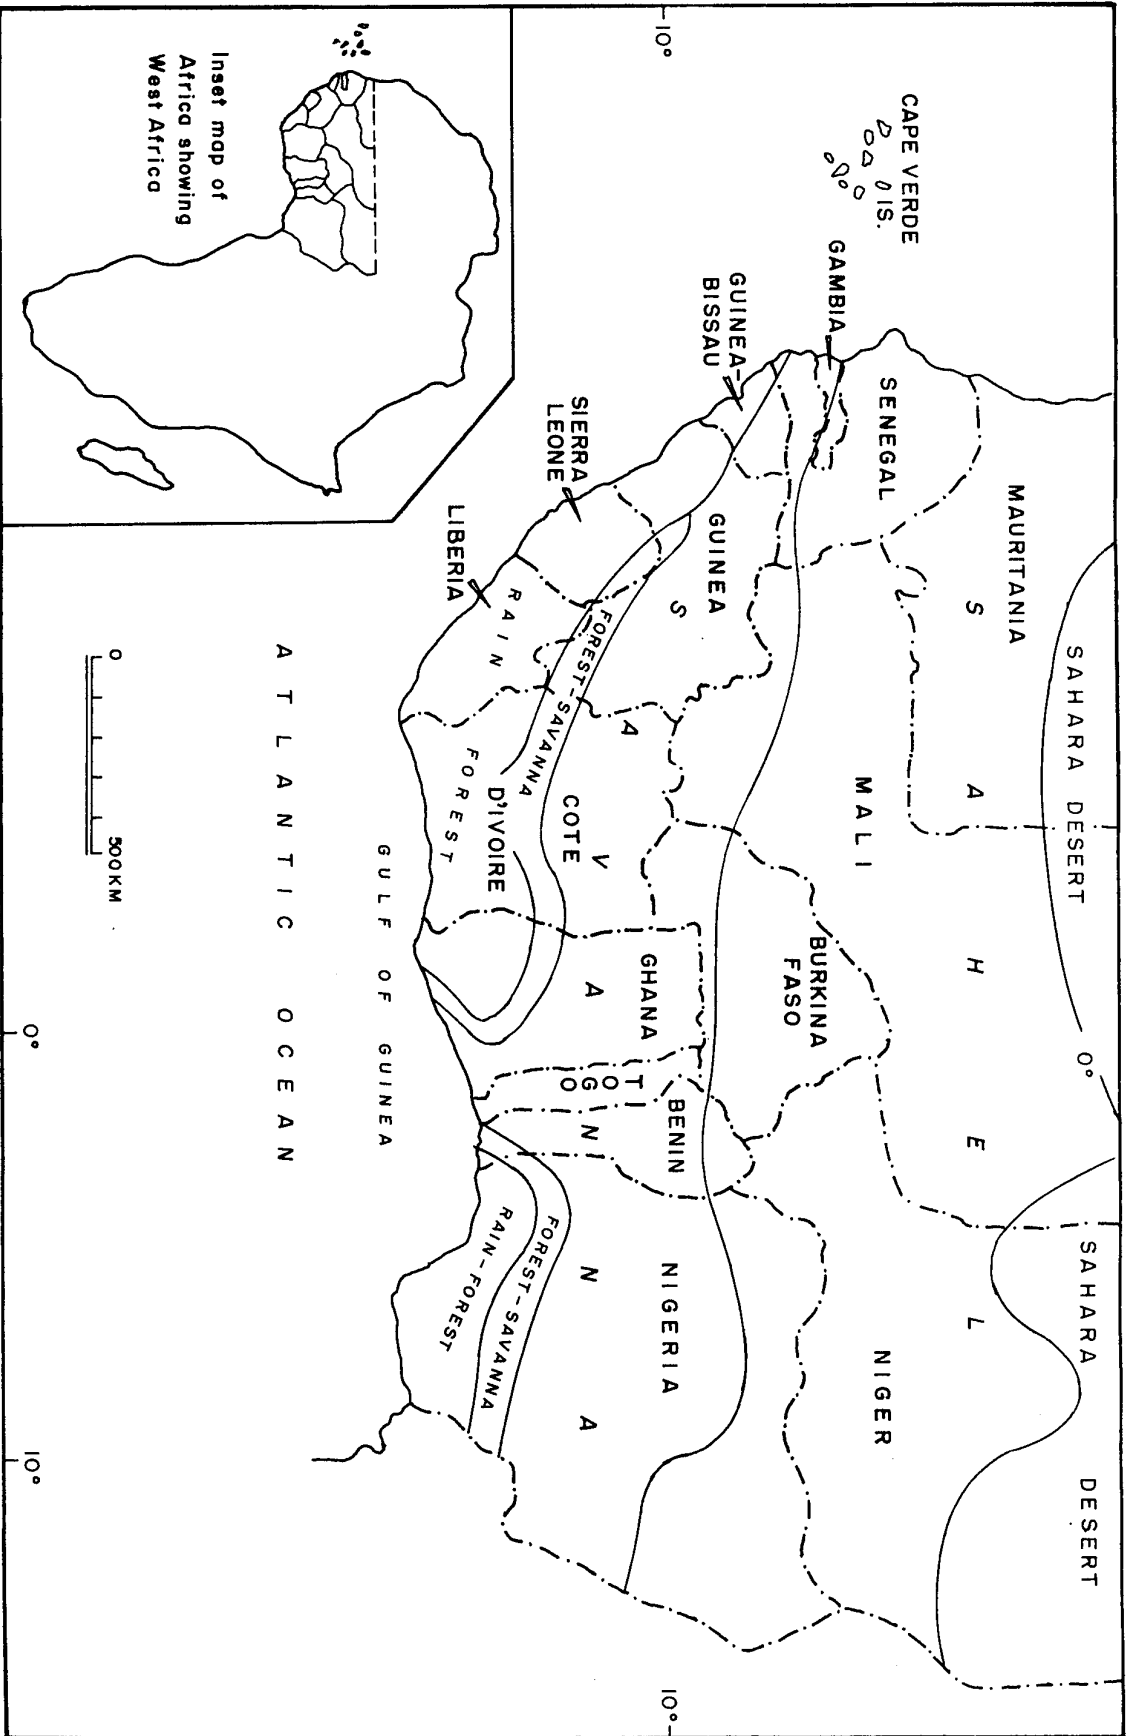 10°
CAPE VERDE
IS.
GAMBIA
GUINEA-
BISSAU
SENEGAL
MAURITANIA
SAHARA DESERT
0°
SAHARA DESERT
SAHEL
MALI
NIGER
BURKINA
FASO
GUINEA
SIERRA
LEONE
LIBERIA
SAVANNA
FOREST-SAVANNA
RAIN FOREST
COTE
D'IVOIRE
GHANA
TOGO
BENIN
NIGERIA
FOREST-SAVANNA
RAIN-FOREST
GULF OF GUINEA
ATLANTIC OCEAN
0 500KM
0°
10°
10°
Inset map of
Africa showing
West Africa